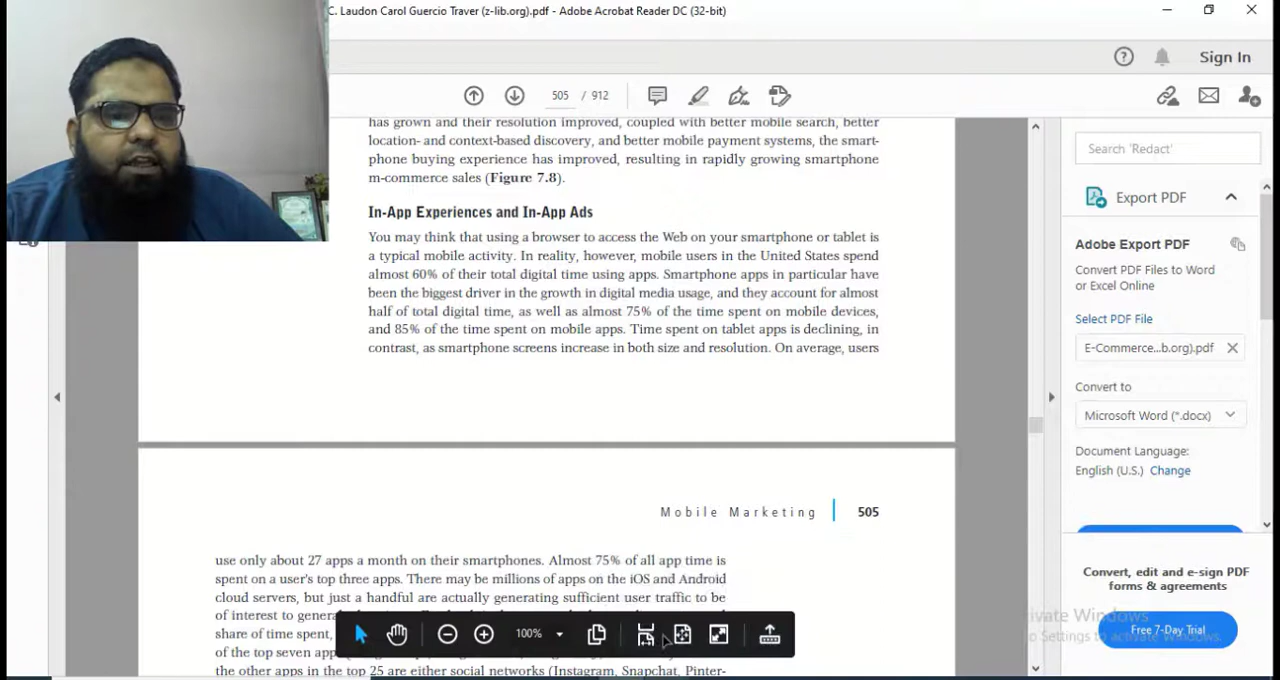 C. Laudon Carol Guercio Traver (z-lib.org).pdf - Adobe Acrobat Reader DC (32-bit)
Sign In
505 / 912
has grown and their resolution improved, coupled with better mobile search, better
location- and context-based discovery, and better mobile payment systems, the smart-
phone buying experience has improved, resulting in rapidly growing smartphone
m-commerce sales (Figure 7.8).
In-App Experiences and In-App Ads
You may think that using a browser to access the Web on your smartphone or tablet is
a typical mobile activity. In reality, however, mobile users in the United States spend
almost 60% of their total digital time using apps. Smartphone apps in particular have
been the biggest driver in the growth in digital media usage, and they account for almost
half of total digital time, as well as almost 75% of the time spent on mobile devices,
and 85% of the time spent on mobile apps. Time spent on tablet apps is declining, in
contrast, as smartphone screens increase in both size and resolution. On average, users
Mobile Marketing 505
use only about 27 apps a month on their smartphones. Almost 75% of all app time is
spent on a user's top three apps. There may be millions of apps on the iOS and Android
cloud servers, but just a handful are actually generating sufficient user traffic to be
of interest to genera
share of time spent,
of the top seven app
the other apps in the top 25 are either social networks (Instagram, Snapchat, Pinter-
100%
Search 'Redact'
Export PDF
Adobe Export PDF
Convert PDF Files to Word
or Excel Online
Select PDF File
E-Commerce...b.org).pdf
Convert to
Microsoft Word (*.docx)
Document Language:
English (U.S.) Change
Convert, edit and e-sign PDF
forms & agreements
Free 7-Day Trial
ivate Windows
to Settings to activate Windows.